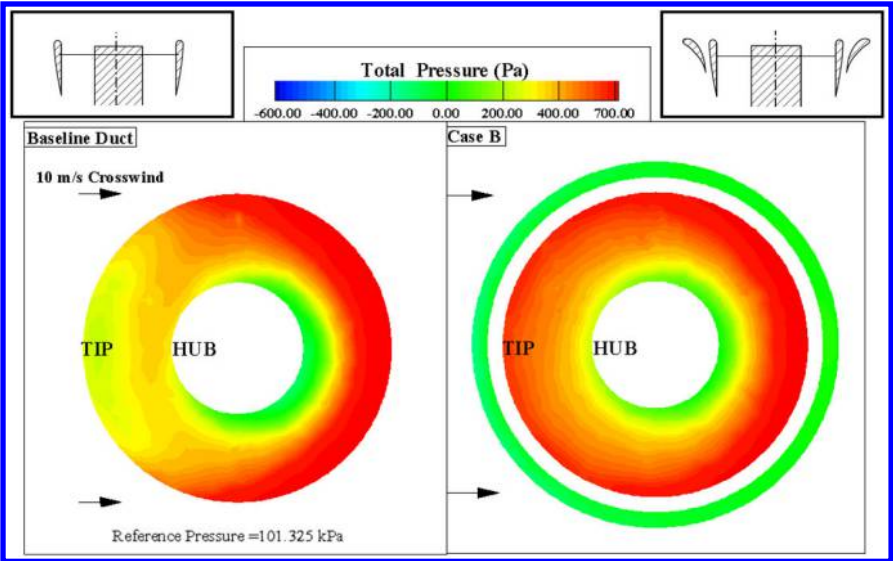 Total Pressure (Pa)
-600.00 -400.00 -200.00 0.00 200.00 400.00 700.00
Baseline Duct
10 m/s Crosswind
TIP HUB
Reference Pressure =101.325 kPa
Case B
TIP HUB